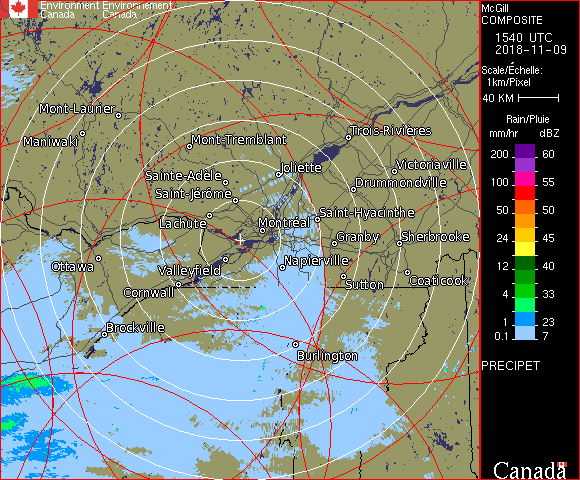 Environment Environnement
Canada Canada
Mont-Laurier
Maniwaki
Mont-Tremblant
Trois-Rivières
Sainte-Adèle
Joliette
Victoriaville
Saint-Jérôme
Drummondville
Lachute
Montréal
Saint-Hyacinthe
Granby
Sherbrooke
Ottawa
Valleyfield
Napierville
Cornwall
Sutton
Coaticook
Brockville
Burlington
McGill
COMPOSITE
1540 UTC
2018-11-09
Scale/Échelle:
1km/Pixel
40 KM
Rain/Pluie
mm/hr dBZ
200 60
100 55
50 50
24 45
12 40
4 33
1 23
0.1 7
PRECIPET
Canada